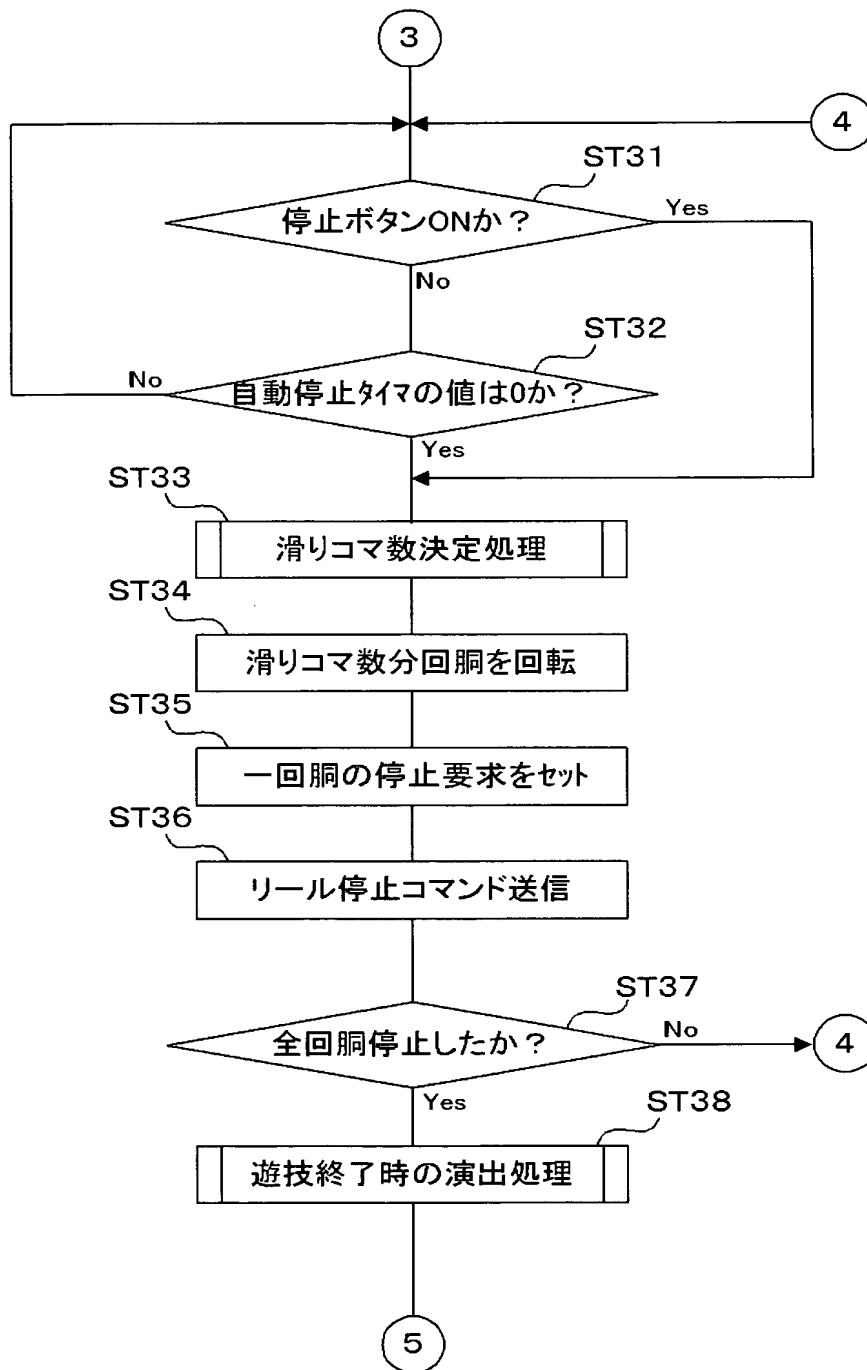 3
4
ST31
停止ボタンONか？
Yes
No
ST32
No
自動停止タイマの値は0か？
Yes
ST33
滑りコマ数決定処理
ST34
滑りコマ数分回胴を回転
ST35
一回胴の停止要求をセット
ST36
リール停止コマンド送信
ST37
全回胴停止したか？
No
4
Yes
ST38
遊技終了時の演出処理
5